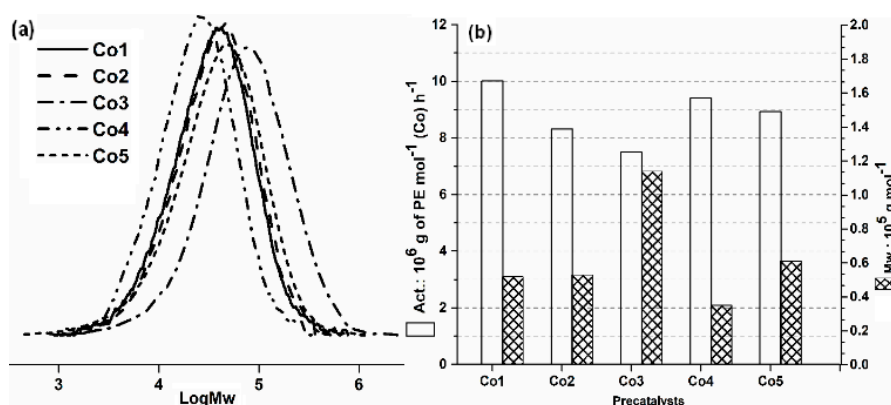 (a)
Co1
Co2
Co3
Co4
Co5
3 4 5 6
LogMw
(b)
12
10
8
6
4
2
0
Act.: 10⁶ g of PE mol⁻¹ (Co) h⁻¹
2.0
1.8
1.6
1.4
1.2
1.0
0.8
0.6
0.4
0.2
0.0
Mw : 10⁵ g mol⁻¹
Co1 Co2 Co3 Co4 Co5
Precatalysts